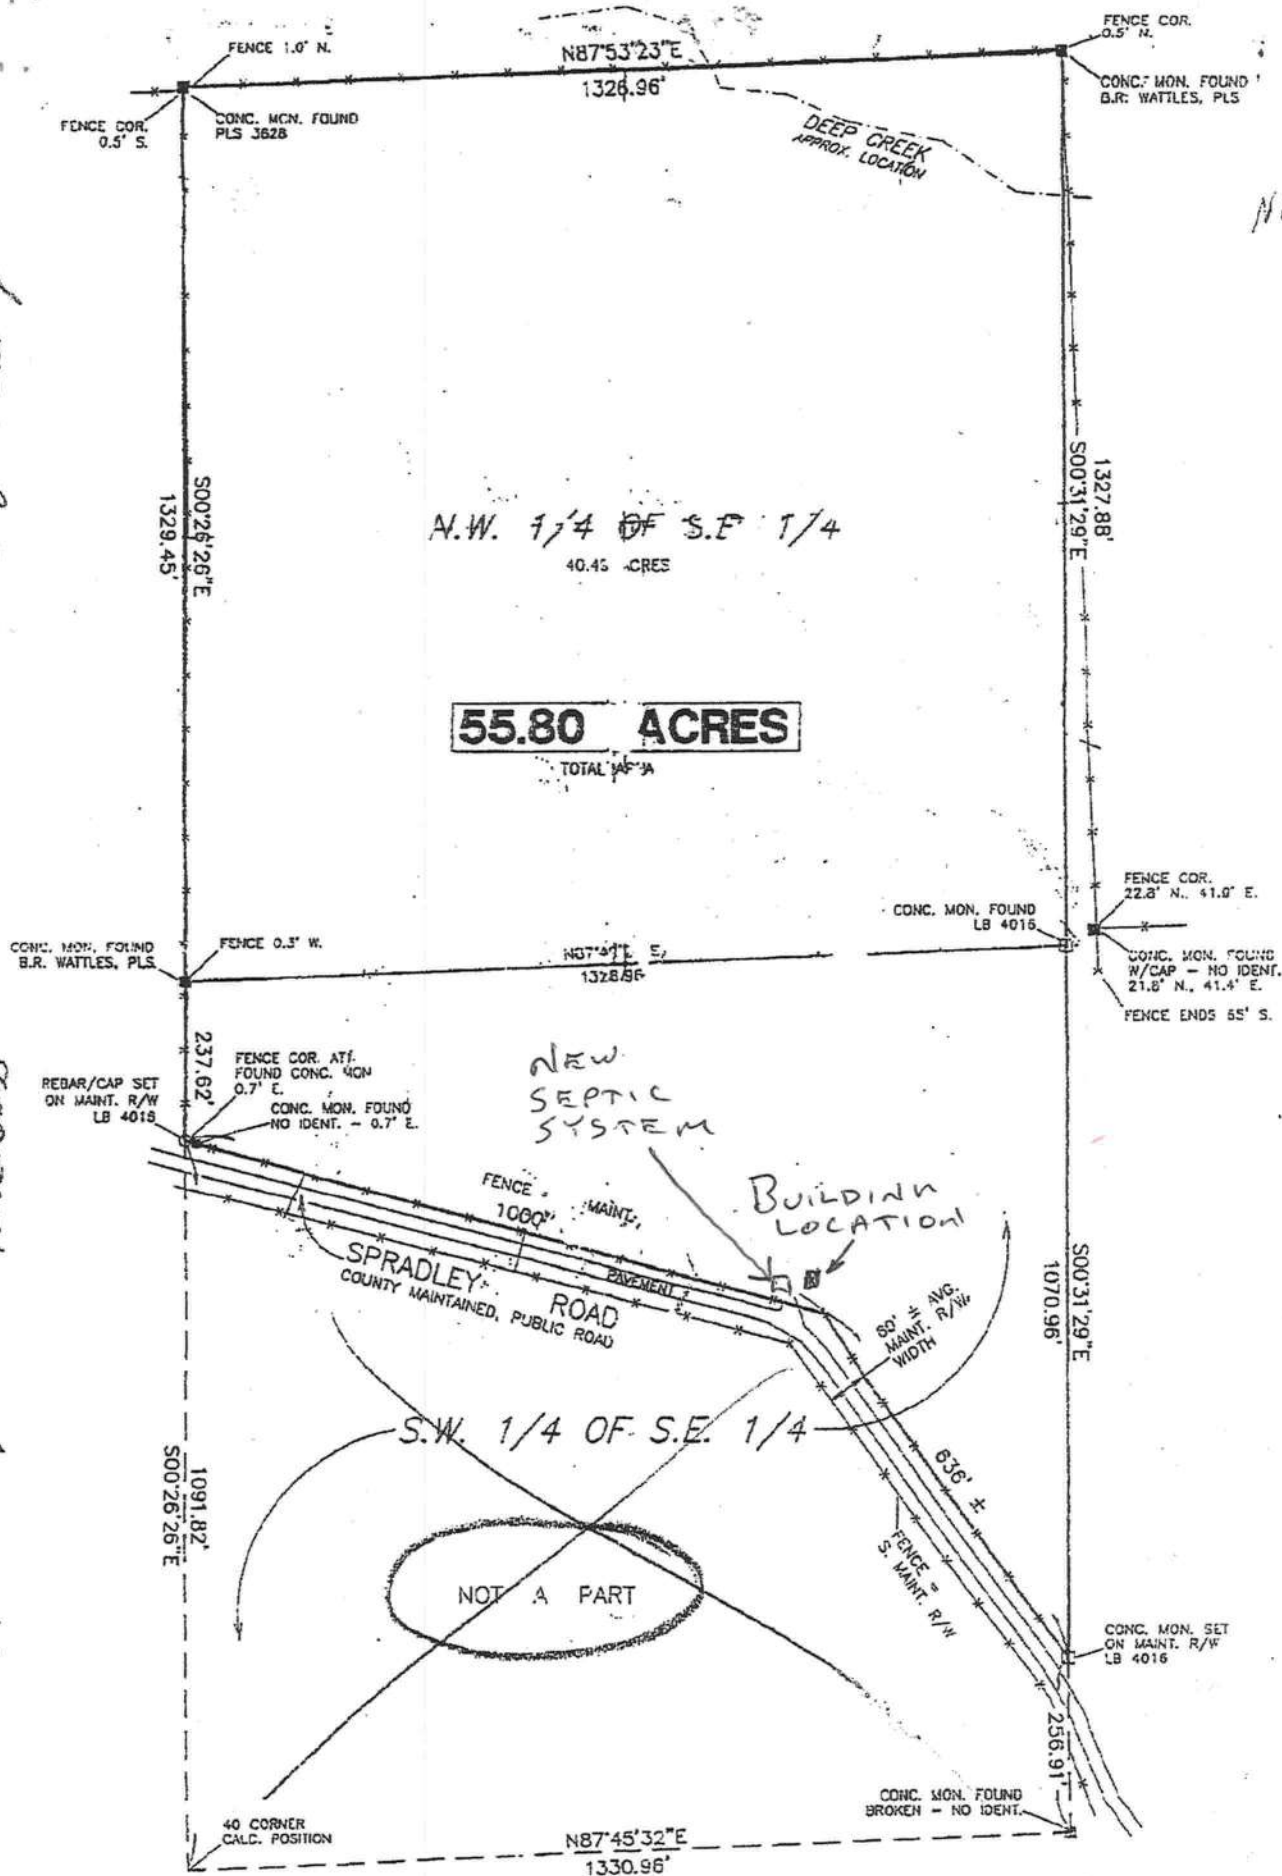 FENCE 1.0' N.
N87°53'23"E
1326.96'
FENCE COR.
0.5' N.
FENCE COR.
0.5' S.
CONC. MON. FOUND
PLS 3628
CONC. MON. FOUND
B.R. WATTLES, PLS
DEEP CREEK
APPROX. LOCATION
S00°26'26"E
1329.45'
1327.88'
S00°31'29"E
N.W. 1/4 OF S.E 1/4
55.80 ACRES
TOTAL
FENCE COR.
22.8' N., 41.9' E.
CONC. MON. FOUND
LB 4016
CONC. MON. FOUND
B.R. WATTLES, PLS
FENCE 0.3' W.
1328.96
CONC. MON. FOUND
W/CAP – NO IDENT.
21.8' N., 41.4' E.
FENCE ENDS 55' S.
237.62'
FENCE COR. AT
FOUND CONC. MON
0.7' E.
REBAR/CAP SET
ON MAINT. R/W
LB 4016
CONC. MON. FOUND
NO IDENT. – 0.7' E.
NEW
SEPTIC
SYSTEM
BUILDING
LOCATION
FENCE MAINT.
1000'
SPRADLEY ROAD
COUNTY MAINTAINED, PUBLIC ROAD
PAVEMENT
± AVG.
MAINT. R/W
WIDTH
S00°31'29"E
1070.96'
S.W. 1/4 OF S.E. 1/4
636' ±
1091.82'
S00°26'26"E
FENCE =
S. MAINT. R/W
NOT A PART
CONC. MON. SET
ON MAINT. R/W
LB 4016
256.91'
CONC. MON. FOUND
BROKEN – NO IDENT.
40 CORNER
CALC. POSITION
N87°45'32"E
1330.96'